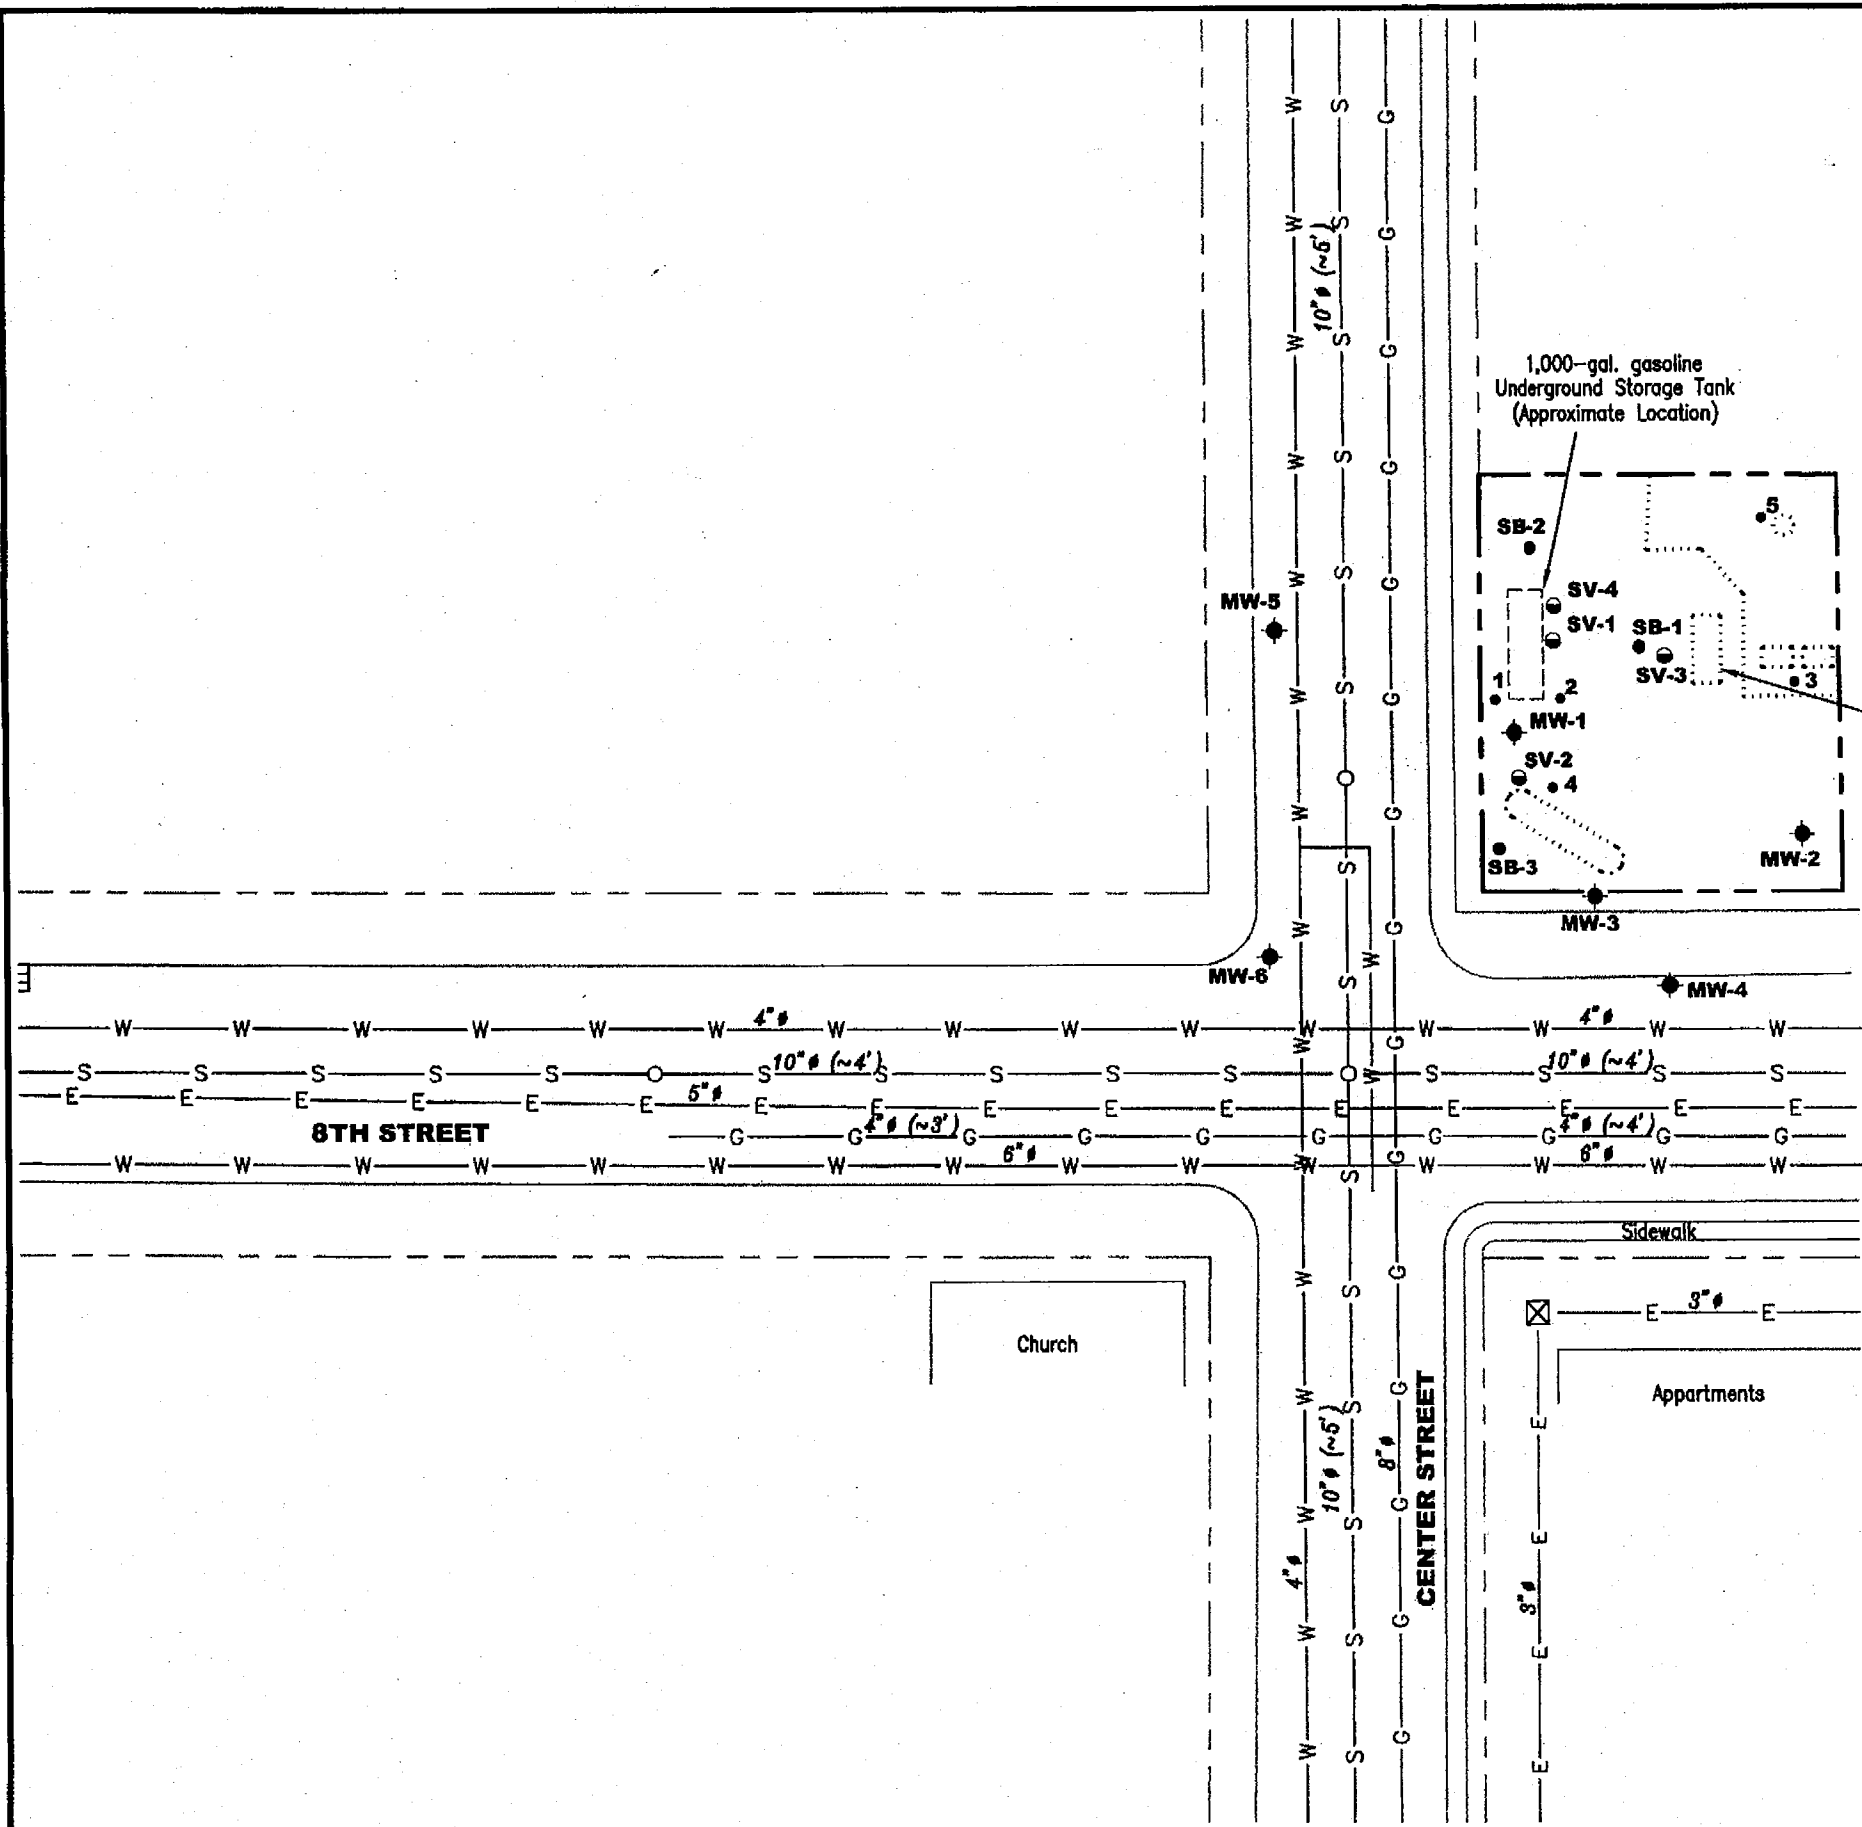 10"ø (~6')
1,000-gal. gasoline
Underground Storage Tank
(Approximate Location)
5
SB-2
SV-4
MW-5
SV-1
SB-1
SV-3
3
1
2
MW-1
SV-2
4
MW-2
SB-3
MW-3
MW-6
MW-4
W W W W W W 4"ø W W W W W W 4"ø W W
S S S S S O S 10"ø (~4') S S S S O S S 10"ø (~4') S S
E E E E E E 5"ø E E E E E E E E E
8TH STREET
G G 4"ø (~3') G G G G G G 4"ø (~4') G G
W W W W W W W W 6"ø W W W W W 6"ø W W
Sidewalk
E 3"ø E
Church
Appartments
CENTER STREET
10"ø (~5')
8"ø
4"ø
3"ø